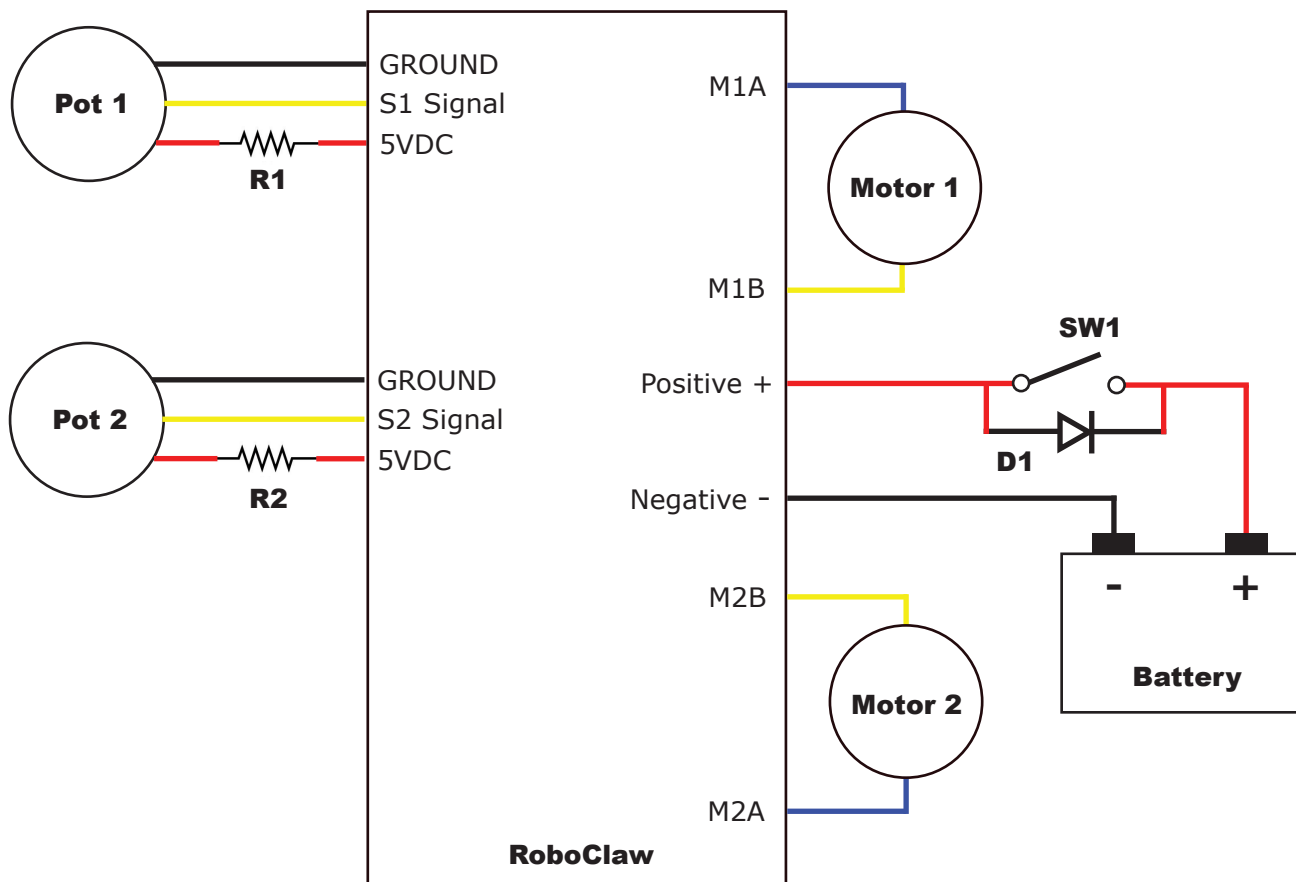 Pot 1
GROUND
S1 Signal
5VDC
R1
Pot 2
GROUND
S2 Signal
5VDC
R2
M1A
Motor 1
M1B
SW1
Positive +
D1
Negative -
- +
Battery
M2B
Motor 2
M2A
RoboClaw